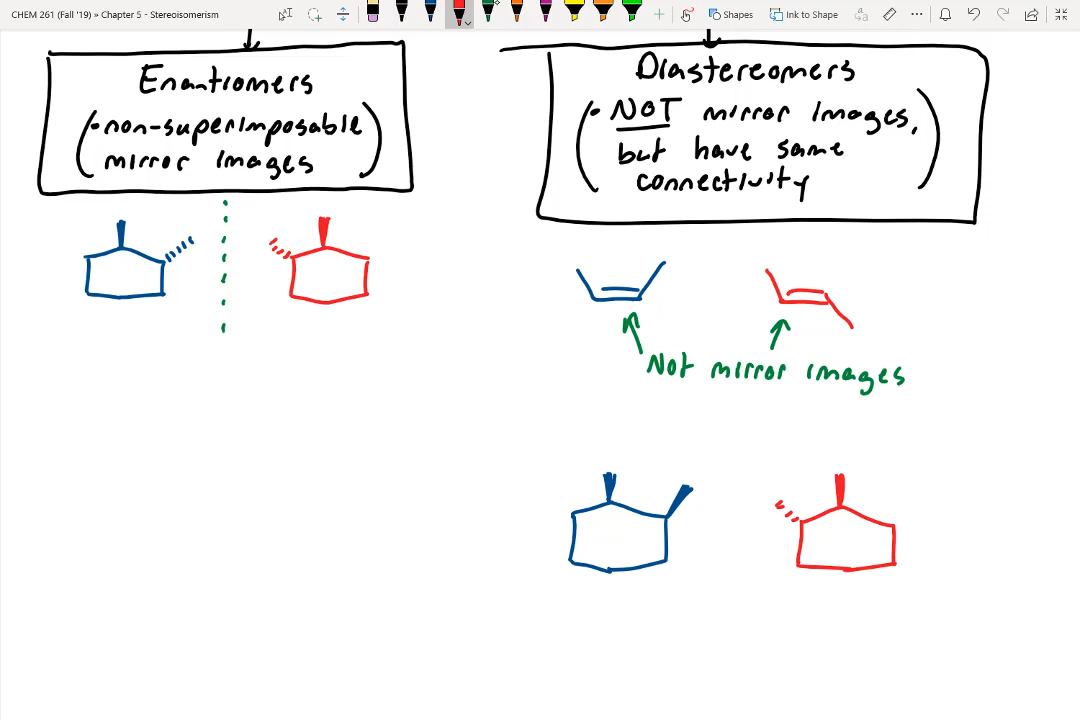 CHEM 261 (Fall '19) » Chapter 5 - Stereoisomerism
Shapes
Ink to Shape
Enantiomers
(• non-superimposable
mirror images)
Diastereomers
(• NOT mirror images,
but have same
connectivity)
Not mirror images